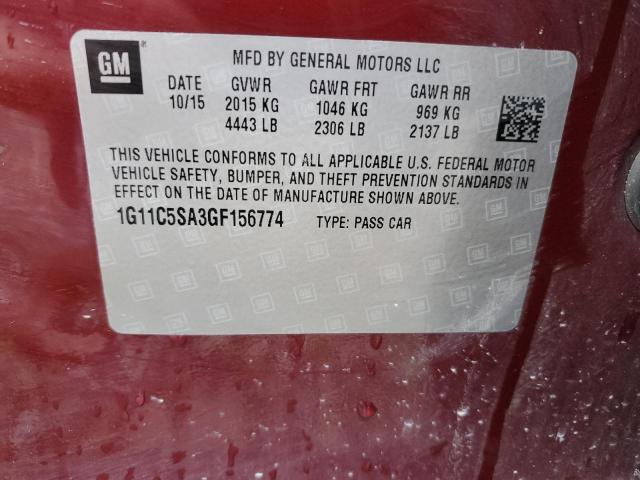 GM
MFD BY GENERAL MOTORS LLC
DATE GVWR GAWR FRT GAWR RR
10/15 2015 KG 1046 KG 969 KG
4443 LB 2306 LB 2137 LB
THIS VEHICLE CONFORMS TO ALL APPLICABLE U.S. FEDERAL MOTOR
VEHICLE SAFETY, BUMPER, AND THEFT PREVENTION STANDARDS IN
EFFECT ON THE DATE OF MANUFACTURE SHOWN ABOVE.
1G11C5SA3GF156774 TYPE: PASS CAR